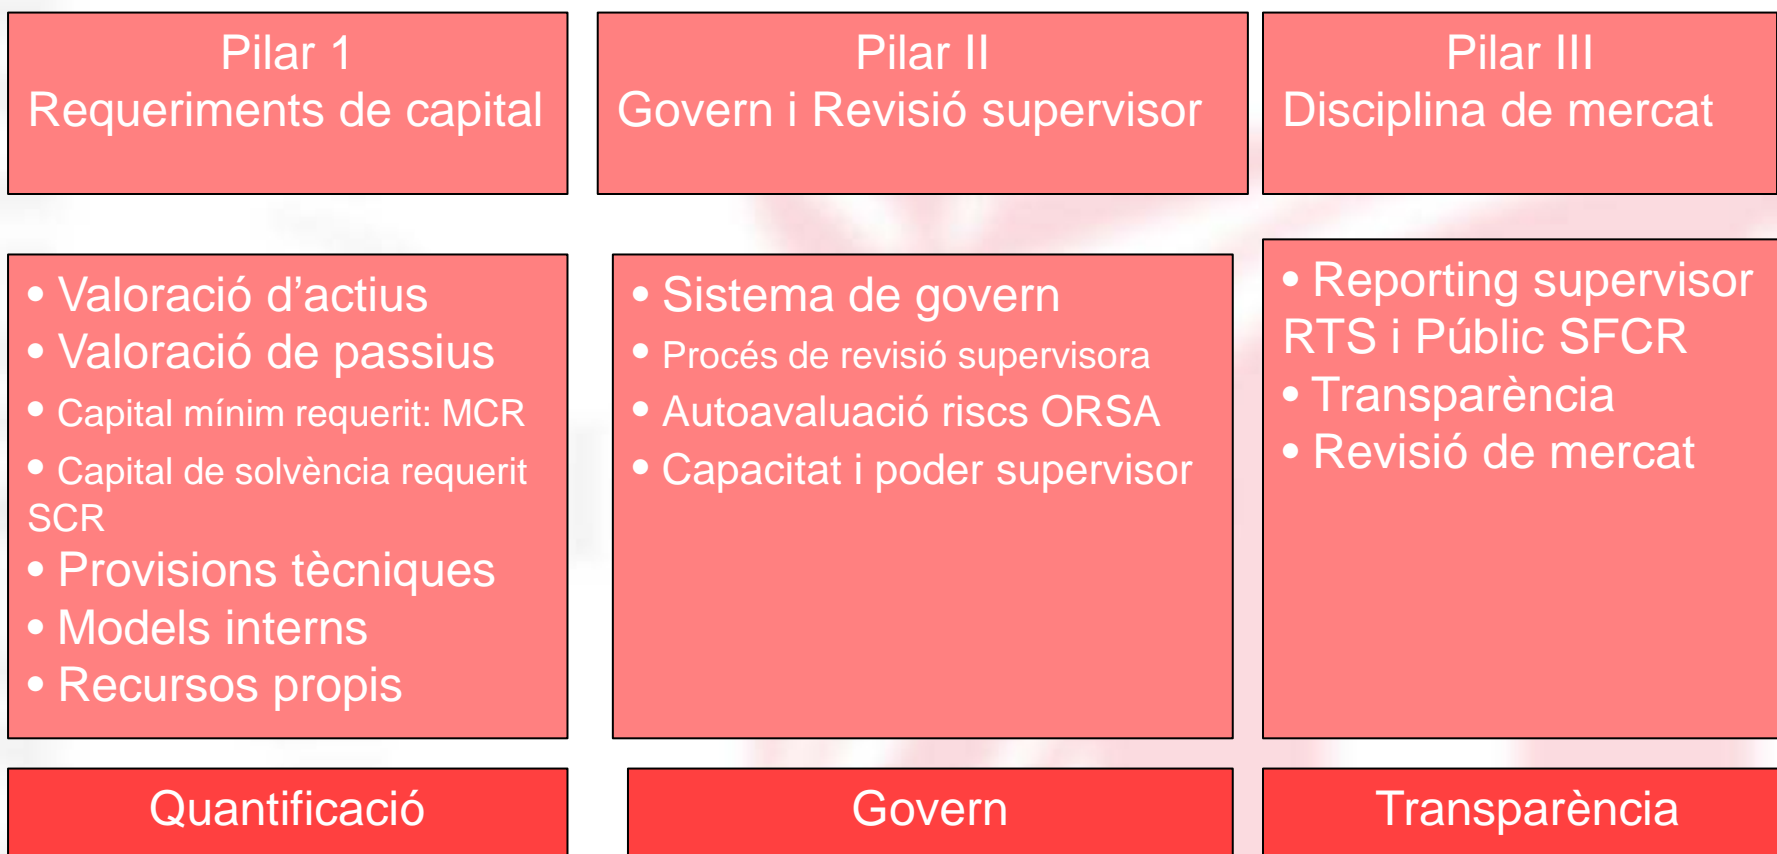 Pilar 1
Requeriments de capital
Pilar II
Govern i Revisió supervisor
Pilar III
Disciplina de mercat
• Valoració d’actius
• Valoració de passius
• Capital mínim requerit: MCR
• Capital de solvència requerit
SCR
• Provisions tècniques
• Models interns
• Recursos propis
• Sistema de govern
• Procés de revisió supervisora
• Autoavaluació riscs ORSA
• Capacitat i poder supervisor
• Reporting supervisor
RTS i Públic SFCR
• Transparència
• Revisió de mercat
Quantificació
Govern
Transparència